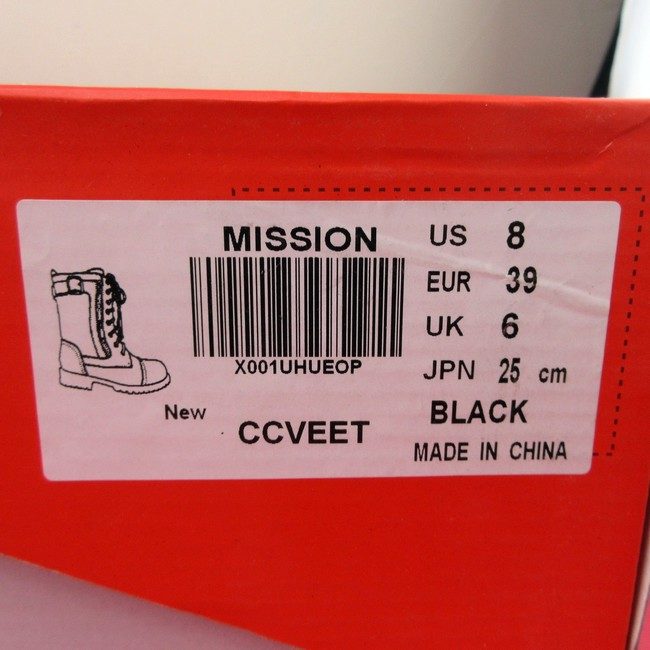 MISSION
X001UHUEOP
New
CCVEET
US 8
EUR 39
UK 6
JPN 25 cm
BLACK
MADE IN CHINA